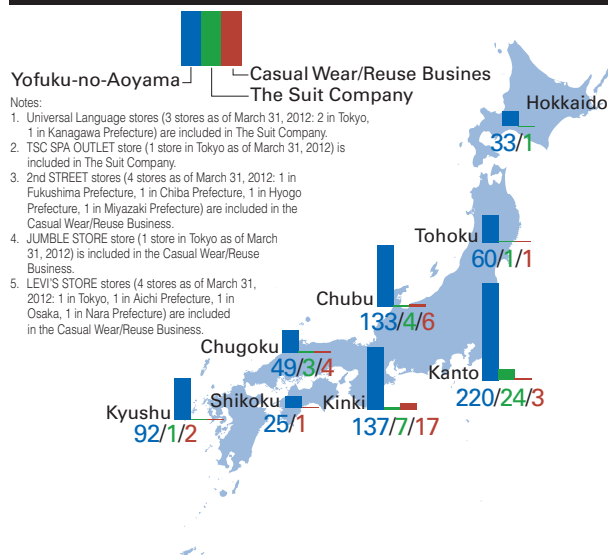 Yofuku-no-Aoyama
Casual Wear/Reuse Busines
The Suit Company
Notes:
1. Universal Language stores (3 stores as of March 31, 2012: 2 in Tokyo,
1 in Kanagawa Prefecture) are included in The Suit Company.
2. TSC SPA OUTLET store (1 store in Tokyo as of March 31, 2012) is
included in The Suit Company.
3. 2nd STREET stores (4 stores as of March 31, 2012: 1 in
Fukushima Prefecture, 1 in Chiba Prefecture, 1 in Hyogo
Prefecture, 1 in Miyazaki Prefecture) are included in the
Casual Wear/Reuse Business.
4. JUMBLE STORE store (1 store in Tokyo as of March
31, 2012) is included in the Casual Wear/Reuse
Business.
5. LEVI'S STORE stores (4 stores as of March 31,
2012: 1 in Tokyo, 1 in Aichi Prefecture, 1 in
Osaka, 1 in Nara Prefecture) are included
in the Casual Wear/Reuse Business.
Hokkaido
33/1
Tohoku
60/1/1
Chubu
133/4/6
Chugoku
49/3/4
Kanto
220/24/3
Shikoku
25/1
Kinki
137/7/17
Kyushu
92/1/2